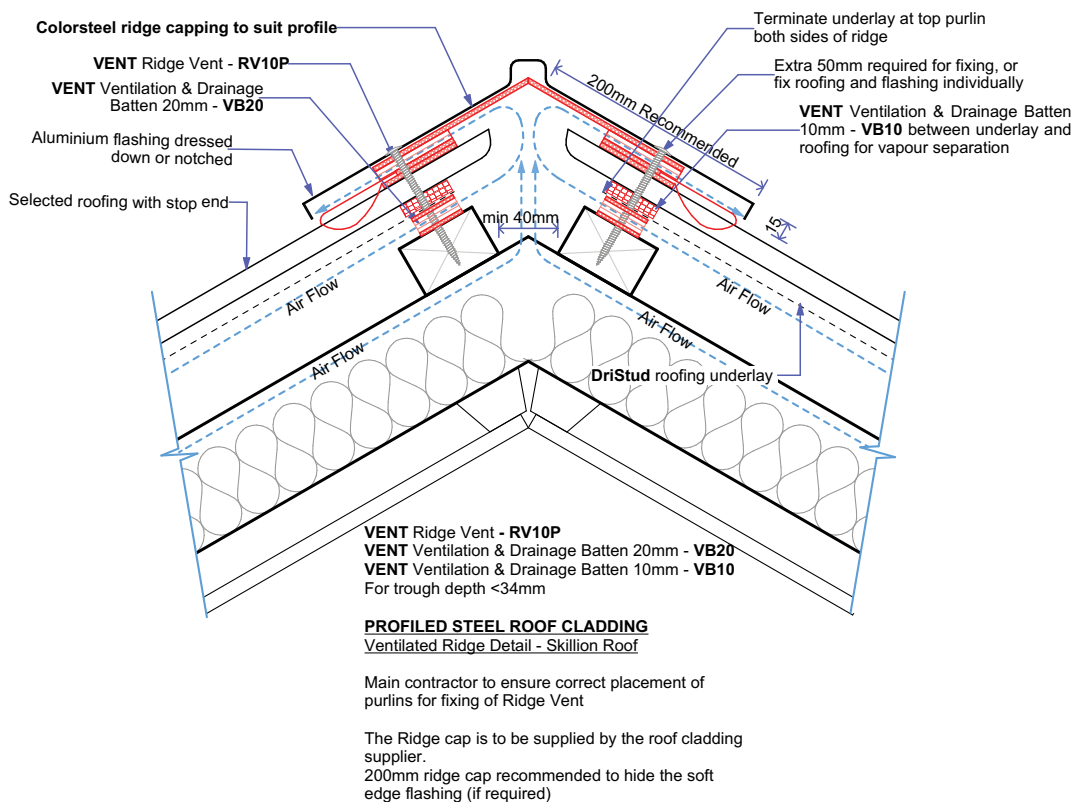 Colorsteel ridge capping to suit profile
VENT Ridge Vent - RV10P
VENT Ventilation & Drainage
Batten 20mm - VB20
Aluminium flashing dressed
down or notched
Selected roofing with stop end
Terminate underlay at top purlin
both sides of ridge
Extra 50mm required for fixing, or
fix roofing and flashing individually
VENT Ventilation & Drainage Batten
10mm - VB10 between underlay and
roofing for vapour separation
200mm Recommended
min 40mm
15
Air Flow
Air Flow
Air Flow
Air Flow
DriStud roofing underlay
VENT Ridge Vent - RV10P
VENT Ventilation & Drainage Batten 20mm - VB20
VENT Ventilation & Drainage Batten 10mm - VB10
For trough depth <34mm
PROFILED STEEL ROOF CLADDING
Ventilated Ridge Detail - Skillion Roof
Main contractor to ensure correct placement of
purlins for fixing of Ridge Vent
The Ridge cap is to be supplied by the roof cladding
supplier.
200mm ridge cap recommended to hide the soft
edge flashing (if required)